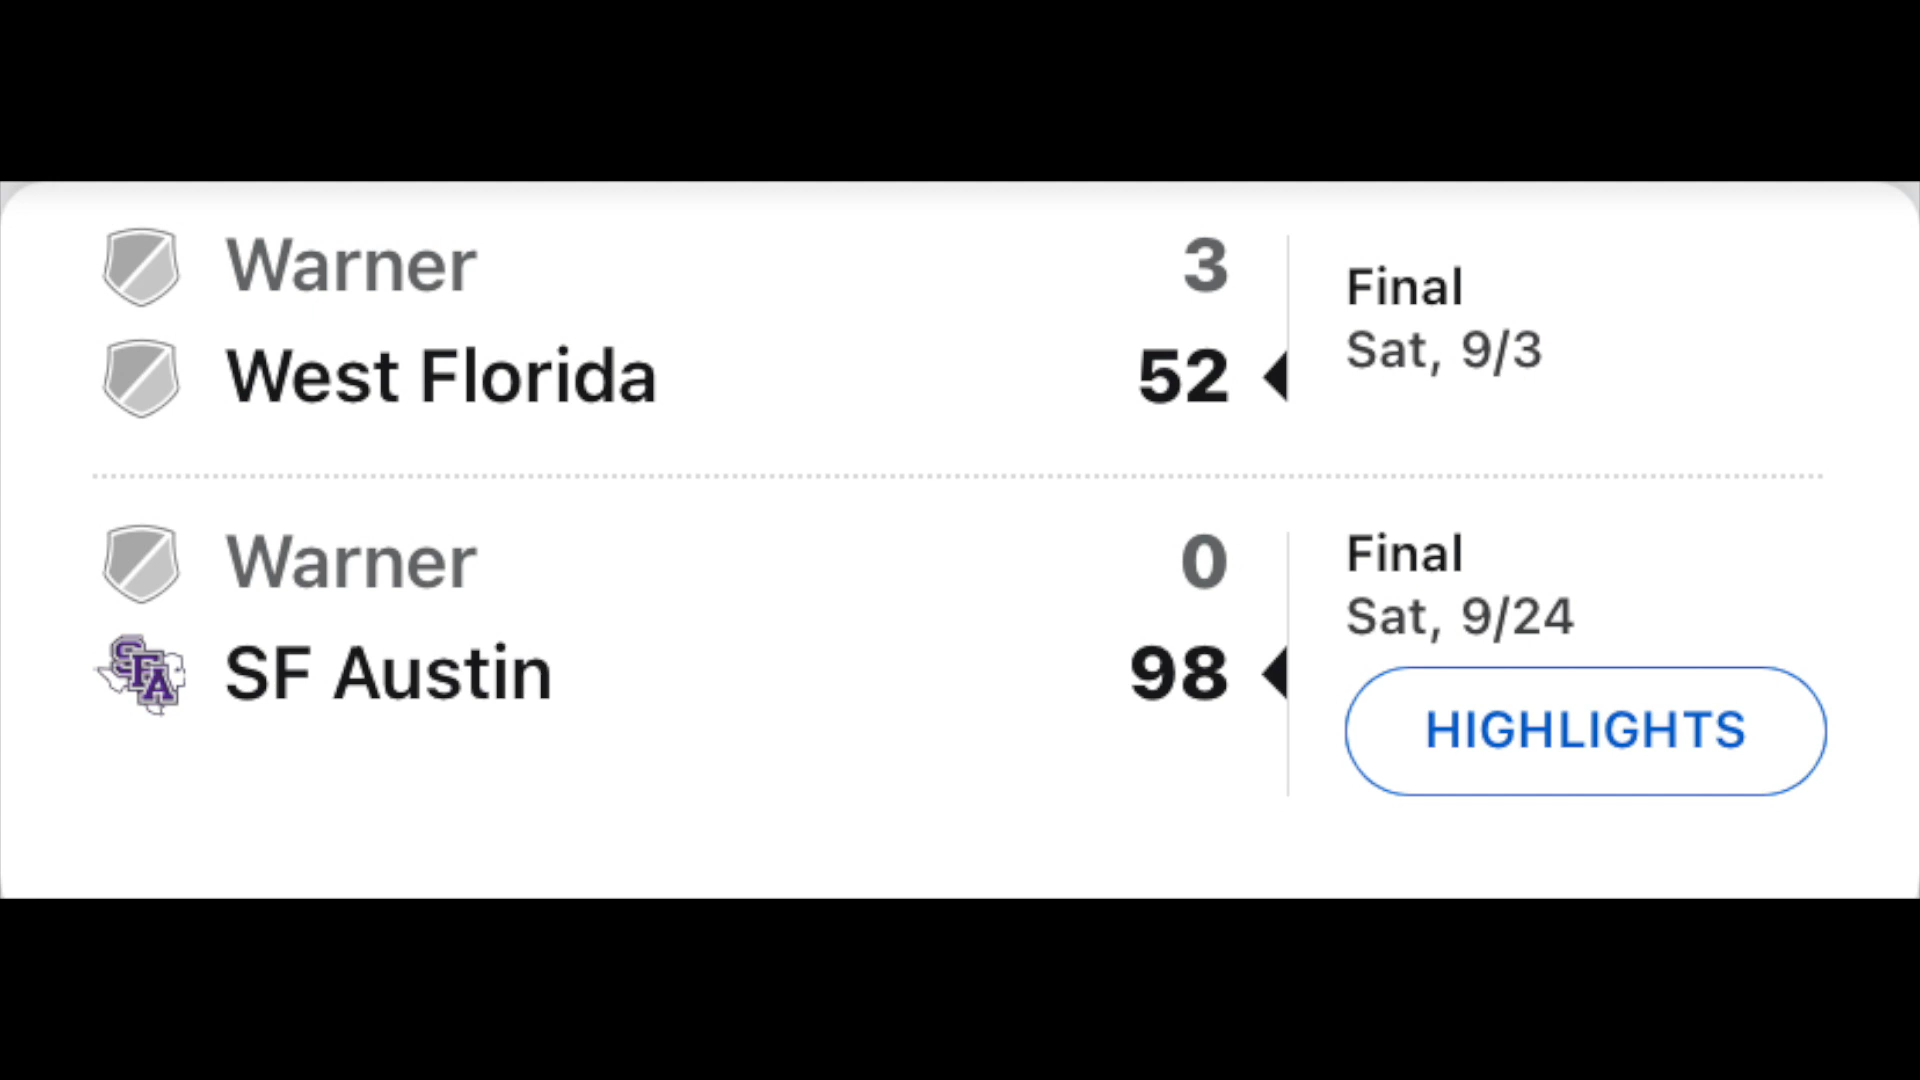 Warner 3
West Florida 52
Final
Sat, 9/3
Warner 0
SFA
SF Austin 98
Final
Sat, 9/24
HIGHLIGHTS